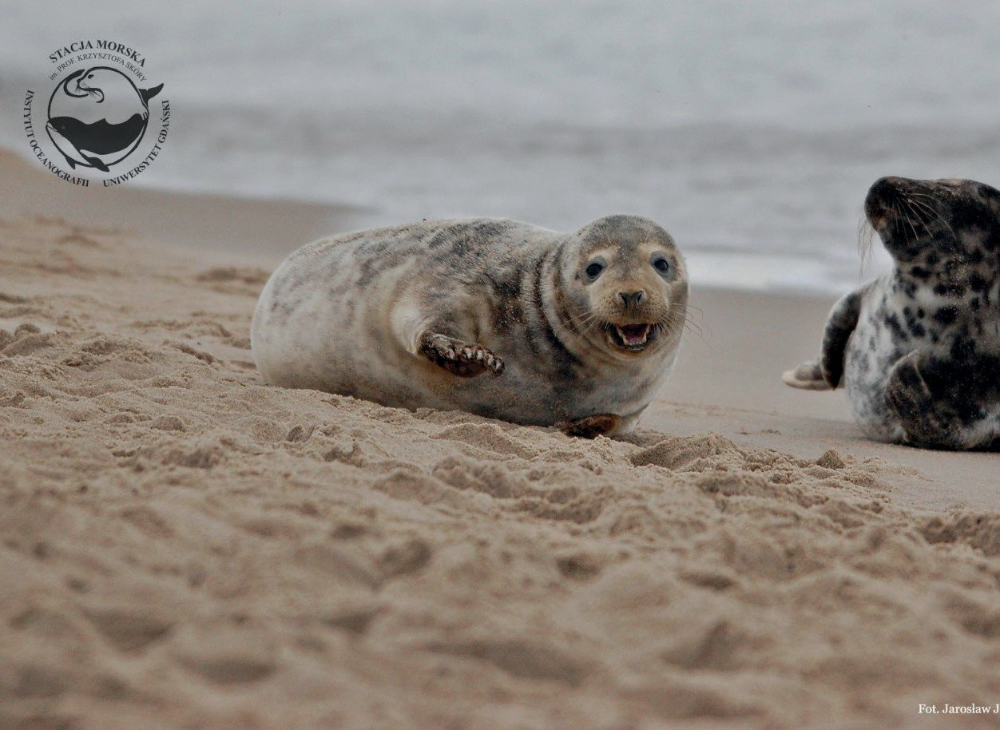 STACJA MORSKA
im. PROF. KRZYSZTOFA SKÓRY
INSTYTUT OCEANOGRAFII UNIWERSYTET GDAŃSKI
Fot. Jarosław J